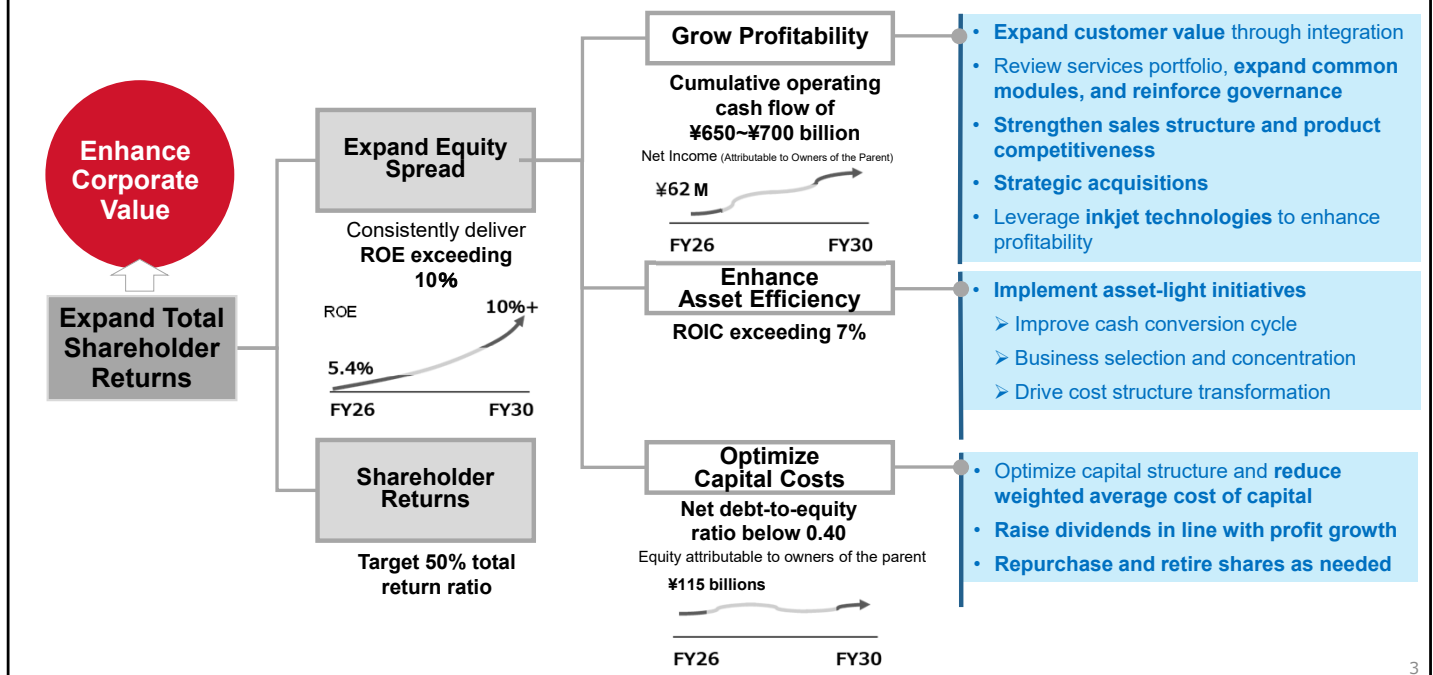 Enhance
Corporate
Value
Expand Total
Shareholder
Returns
Expand Equity
Spread
Consistently deliver
ROE exceeding
10%
ROE
10%+
5.4%
FY26
FY30
Shareholder
Returns
Target 50% total
return ratio
Grow Profitability
Cumulative operating
cash flow of
¥650~¥700 billion
Net Income (Attributable to Owners of the Parent)
¥62 M
FY26
FY30
Enhance
Asset Efficiency
ROIC exceeding 7%
Optimize
Capital Costs
Net debt-to-equity
ratio below 0.40
Equity attributable to owners of the parent
¥115 billions
FY26
FY30
• Expand customer value through integration
• Review services portfolio, expand common
modules, and reinforce governance
• Strengthen sales structure and product
competitiveness
• Strategic acquisitions
• Leverage inkjet technologies to enhance
profitability
• Implement asset-light initiatives
➢ Improve cash conversion cycle
➢ Business selection and concentration
➢ Drive cost structure transformation
• Optimize capital structure and reduce
weighted average cost of capital
• Raise dividends in line with profit growth
• Repurchase and retire shares as needed
3